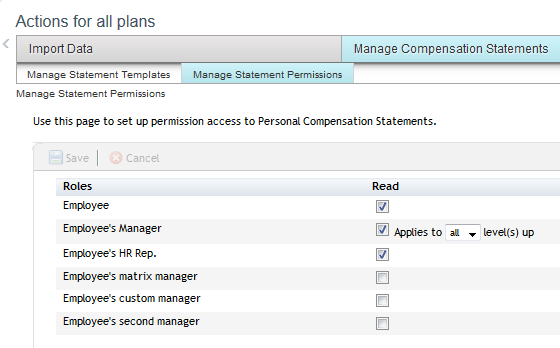 Actions for all plans
Import Data
Manage Compensation Statements
Manage Statement Templates
Manage Statement Permissions
Manage Statement Permissions
Use this page to set up permission access to Personal Compensation Statements.
Save Cancel
Roles Read
Employee
Employee's Manager Applies to all level(s) up
Employee's HR Rep.
Employee's matrix manager
Employee's custom manager
Employee's second manager